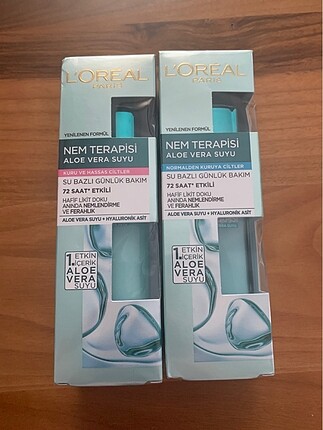 L'ORÉAL
PARIS
YENİLENEN FORMÜL
NEM TERAPİSİ
ALOE VERA SUYU
KURU VE HASSAS CİLTLER
SU BAZLI GÜNLÜK BAKIM
72 SAAT* ETKİLİ
HAFİF LİKİT DOKU
ANINDA NEMLENDİRME
VE FERAHLIK
ALOE VERA SUYU + HYALURONİK ASİT
1. ETKİN
İÇERİK
ALOE
VERA
SUYU
L'ORÉAL
PARIS
YENİLENEN FORMÜL
NEM TERAPİSİ
ALOE VERA SUYU
NORMALDEN KURUYA CİLTLER
SU BAZLI GÜNLÜK BAKIM
72 SAAT* ETKİLİ
HAFİF LİKİT DOKU
ANINDA NEMLENDİRME
VE FERAHLIK
ALOE VERA SUYU + HYALURONİK ASİT
1. ETKİN
İÇERİK
ALOE
VERA
SUYU